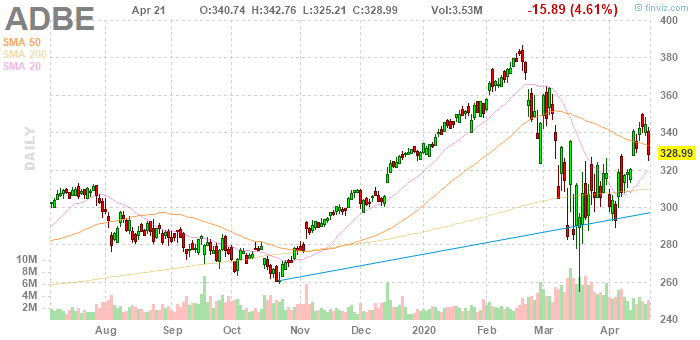 ADBE
Apr 21 O:340.74 H:342.76 L:325.21 C:328.99 Vol:3.53M -15.89 (4.61%)
© finviz.com
SMA 50
SMA 200
SMA 20
DAILY
400
380
360
340
328.99
320
300
280
260
240
10M
8M
6M
4M
2M
Aug Sep Oct Nov Dec 2020 Feb Mar Apr